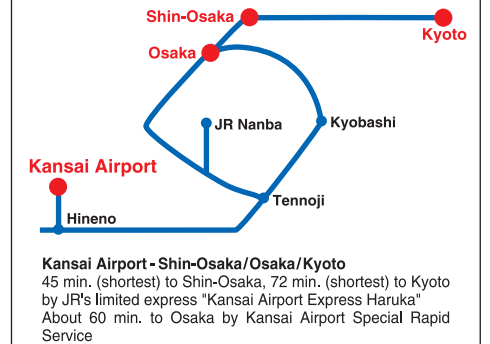 Shin-Osaka
Kyoto
Osaka
JR Nanba
Kyobashi
Kansai Airport
Tennoji
Hineno
Kansai Airport - Shin-Osaka/Osaka/Kyoto
45 min. (shortest) to Shin-Osaka, 72 min. (shortest) to Kyoto
by JR's limited express "Kansai Airport Express Haruka"
About 60 min. to Osaka by Kansai Airport Special Rapid
Service